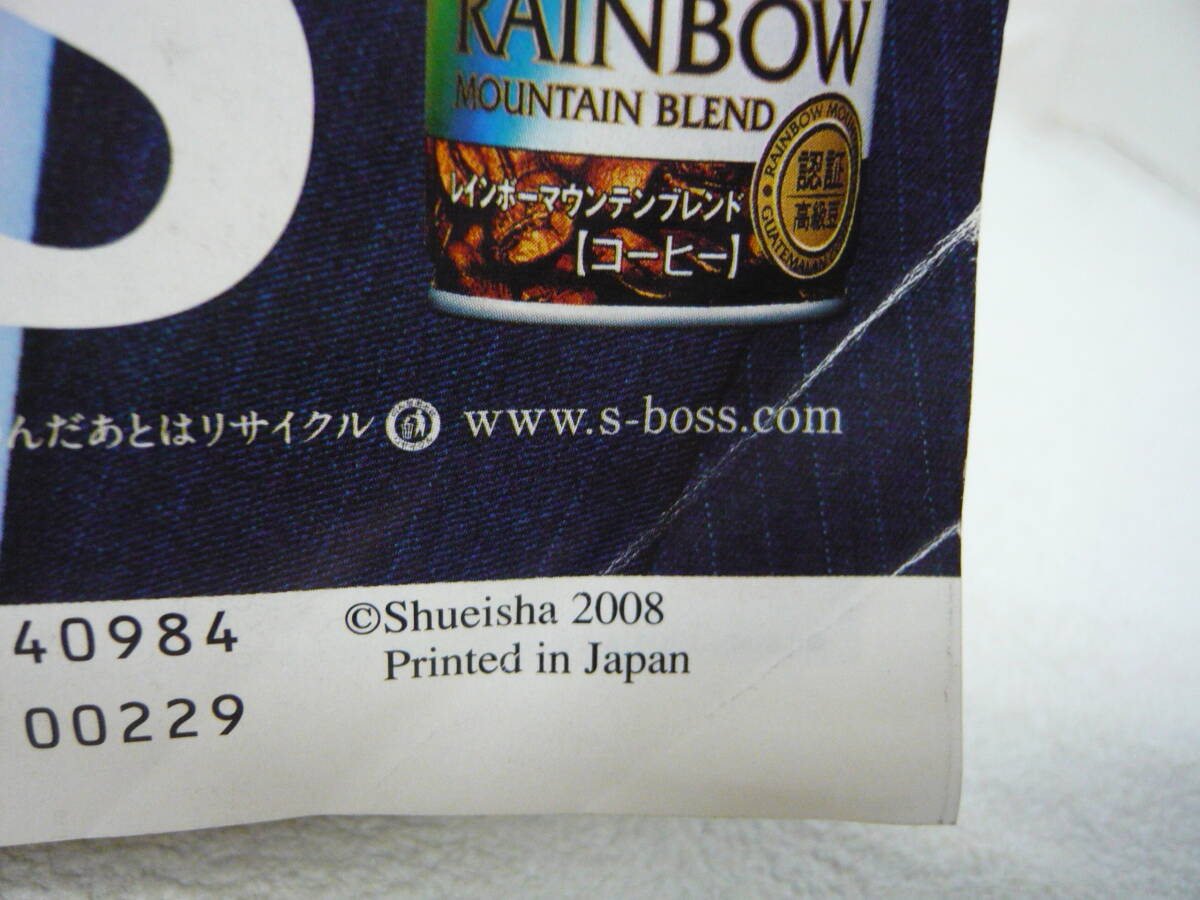 S
RAINBOW
MOUNTAIN BLEND
RAINBOW
認証
高級豆
GUATEMALAN
レインボーマウンテンブレンド
【コーヒー】
んだあとはリサイクル
www.s-boss.com
40984
©Shueisha 2008
Printed in Japan
00229